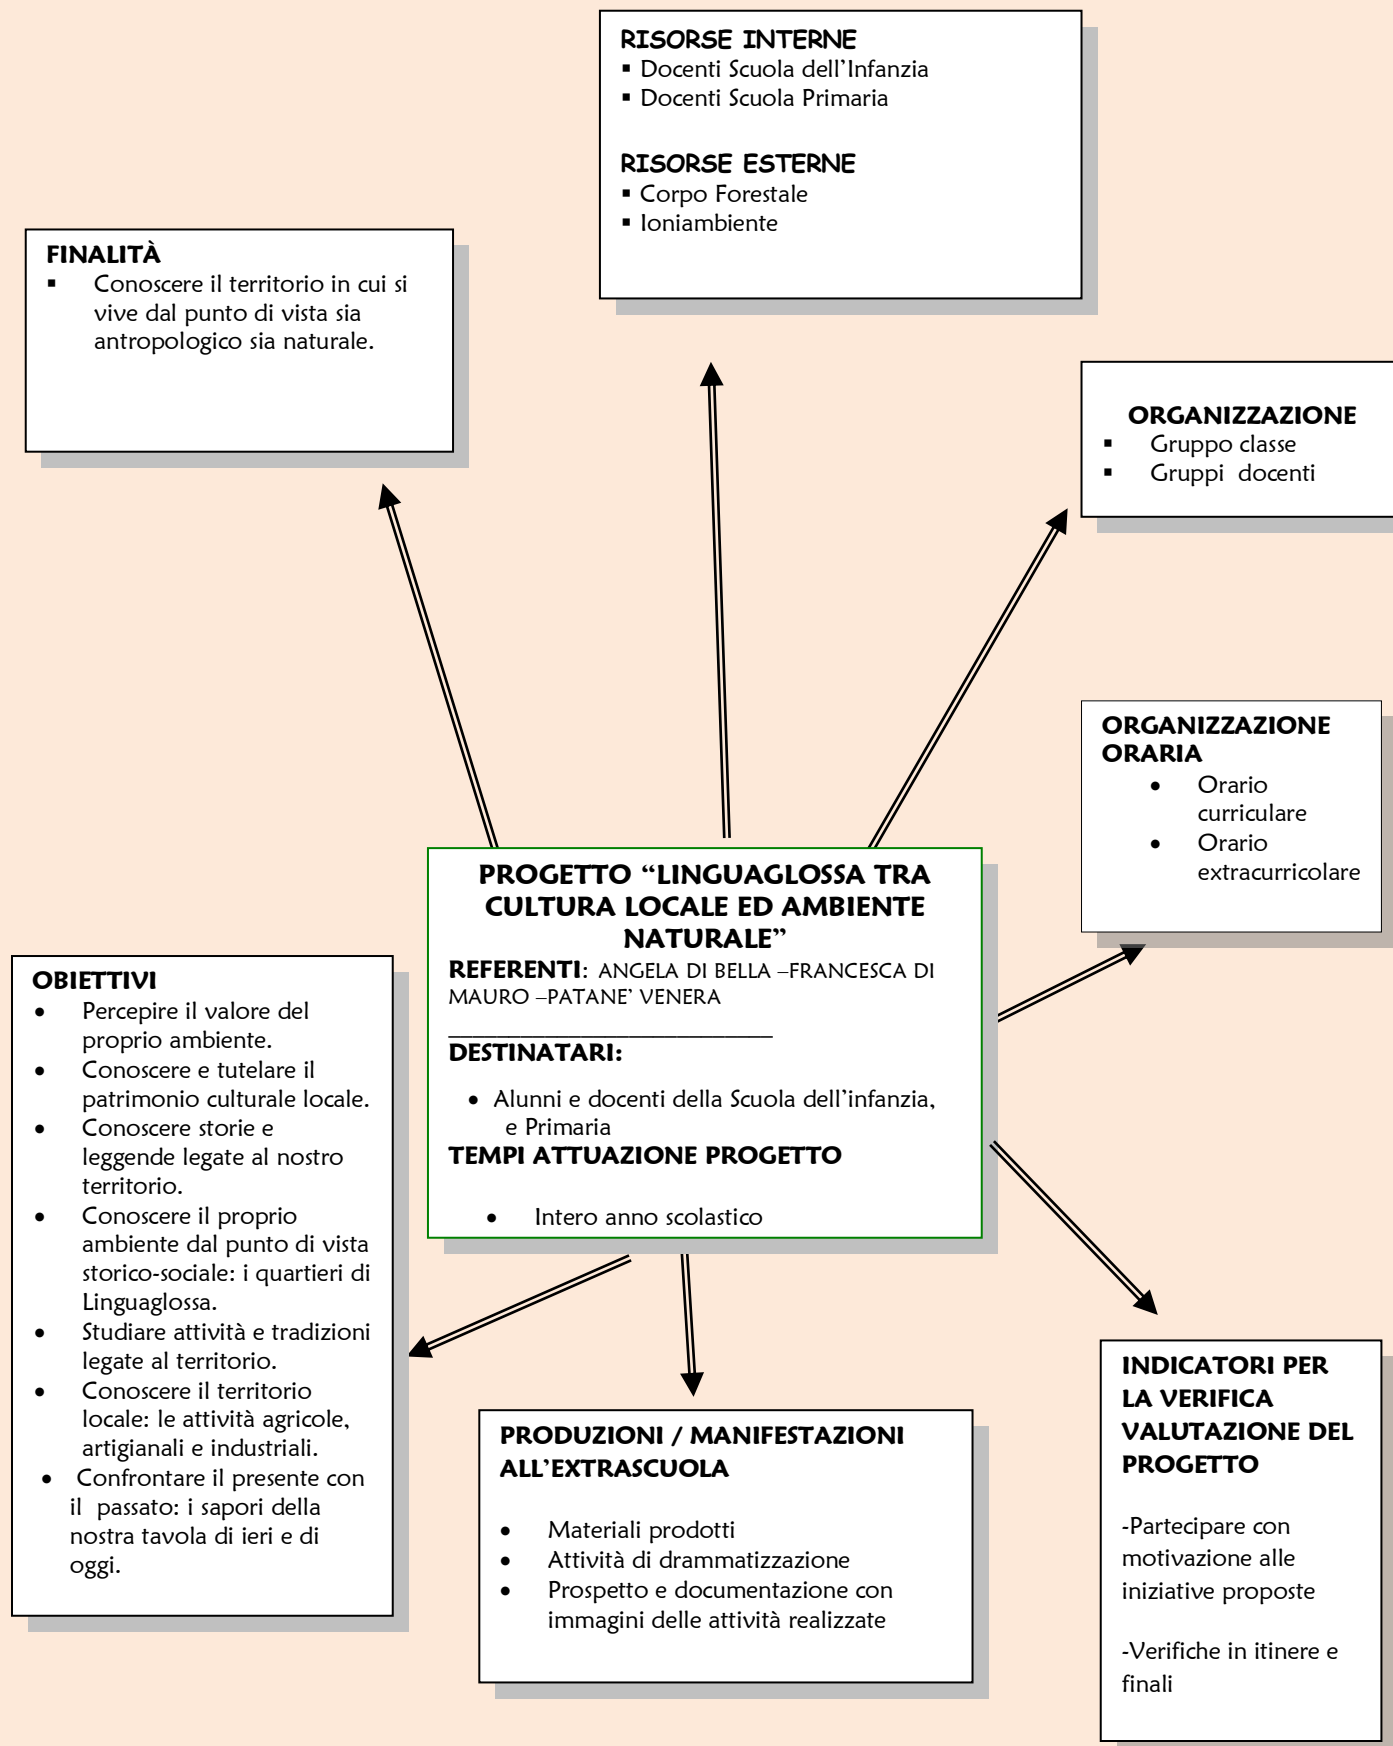 RISORSE INTERNE
▪ Docenti Scuola dell'Infanzia
▪ Docenti Scuola Primaria
RISORSE ESTERNE
▪ Corpo Forestale
▪ Ioniambiente
FINALITÀ
▪ Conoscere il territorio in cui si
vive dal punto di vista sia
antropologico sia naturale.
ORGANIZZAZIONE
▪ Gruppo classe
▪ Gruppi  docenti
ORGANIZZAZIONE
ORARIA
• Orario
curriculare
• Orario
extracurricolare
PROGETTO “LINGUAGLOSSA TRA
CULTURA LOCALE ED AMBIENTE
NATURALE”
REFERENTI: ANGELA DI BELLA –FRANCESCA DI
MAURO –PATANE’ VENERA
___________________________
DESTINATARI:
• Alunni e docenti della Scuola dell’infanzia,
e Primaria
TEMPI ATTUAZIONE PROGETTO
• Intero anno scolastico
OBIETTIVI
• Percepire il valore del
proprio ambiente.
• Conoscere e tutelare il
patrimonio culturale locale.
• Conoscere storie e
leggende legate al nostro
territorio.
• Conoscere il proprio
ambiente dal punto di vista
storico-sociale: i quartieri di
Linguaglossa.
• Studiare attività e tradizioni
legate al territorio.
• Conoscere il territorio
locale: le attività agricole,
artigianali e industriali.
• Confrontare il presente con
il  passato: i sapori della
nostra tavola di ieri e di
oggi.
PRODUZIONI / MANIFESTAZIONI
ALL’EXTRASCUOLA
• Materiali prodotti
• Attività di drammatizzazione
• Prospetto e documentazione con
immagini delle attività realizzate
INDICATORI PER
LA VERIFICA
VALUTAZIONE DEL
PROGETTO
-Partecipare con
motivazione alle
iniziative proposte
-Verifiche in itinere e
finali